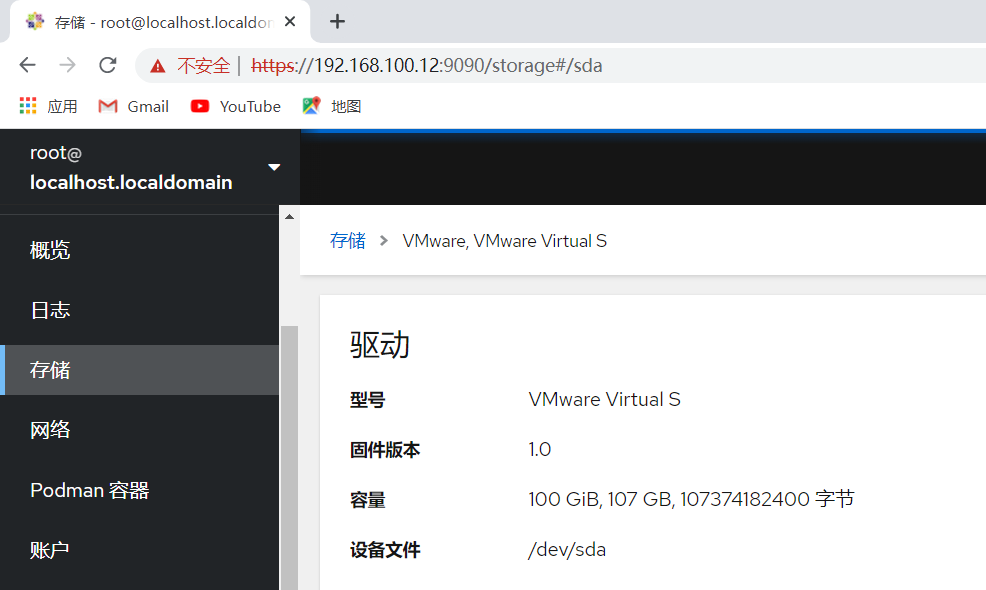 存储 - root@localhost.localdon
不安全 | https://192.168.100.12:9090/storage#/sda
应用 Gmail YouTube 地图
root@
localhost.localdomain
概览
日志
存储
网络
Podman 容器
账户
存储 > VMware, VMware Virtual S
驱动
型号 VMware Virtual S
固件版本 1.0
容量 100 GiB, 107 GB, 107374182400 字节
设备文件 /dev/sda